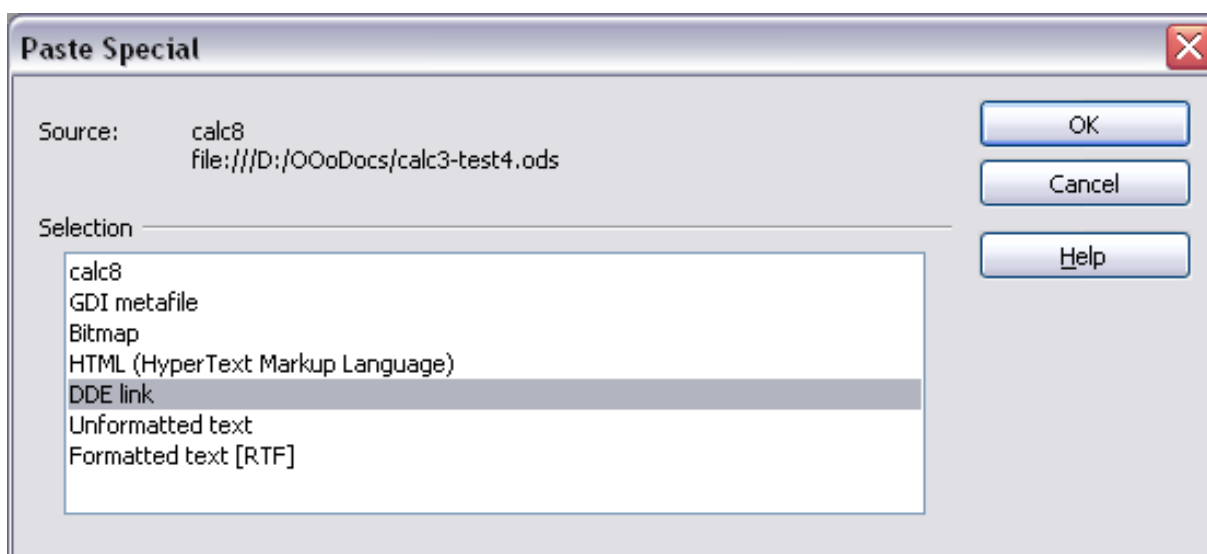 Paste Special
Source: calc8
file:///D:/OOoDocs/calc3-test4.ods
OK
Cancel
Help
Selection
calc8
GDI metafile
Bitmap
HTML (HyperText Markup Language)
DDE link
Unformatted text
Formatted text [RTF]